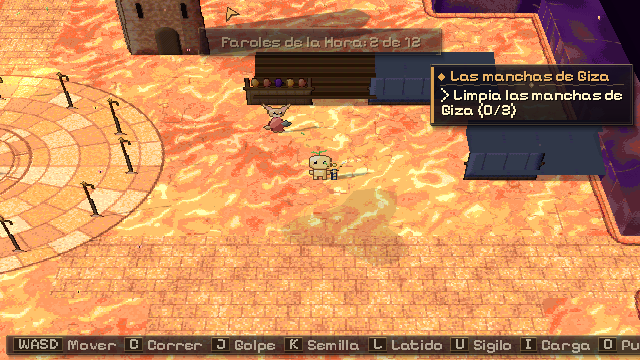 Faroles de la Hora: 2 de 12
Las manchas de Giza
Limpia las manchas de
Giza (0/3)
WASD Mover C Correr J Golpe K Semilla L Latido U Sigilo I Carga O Pu